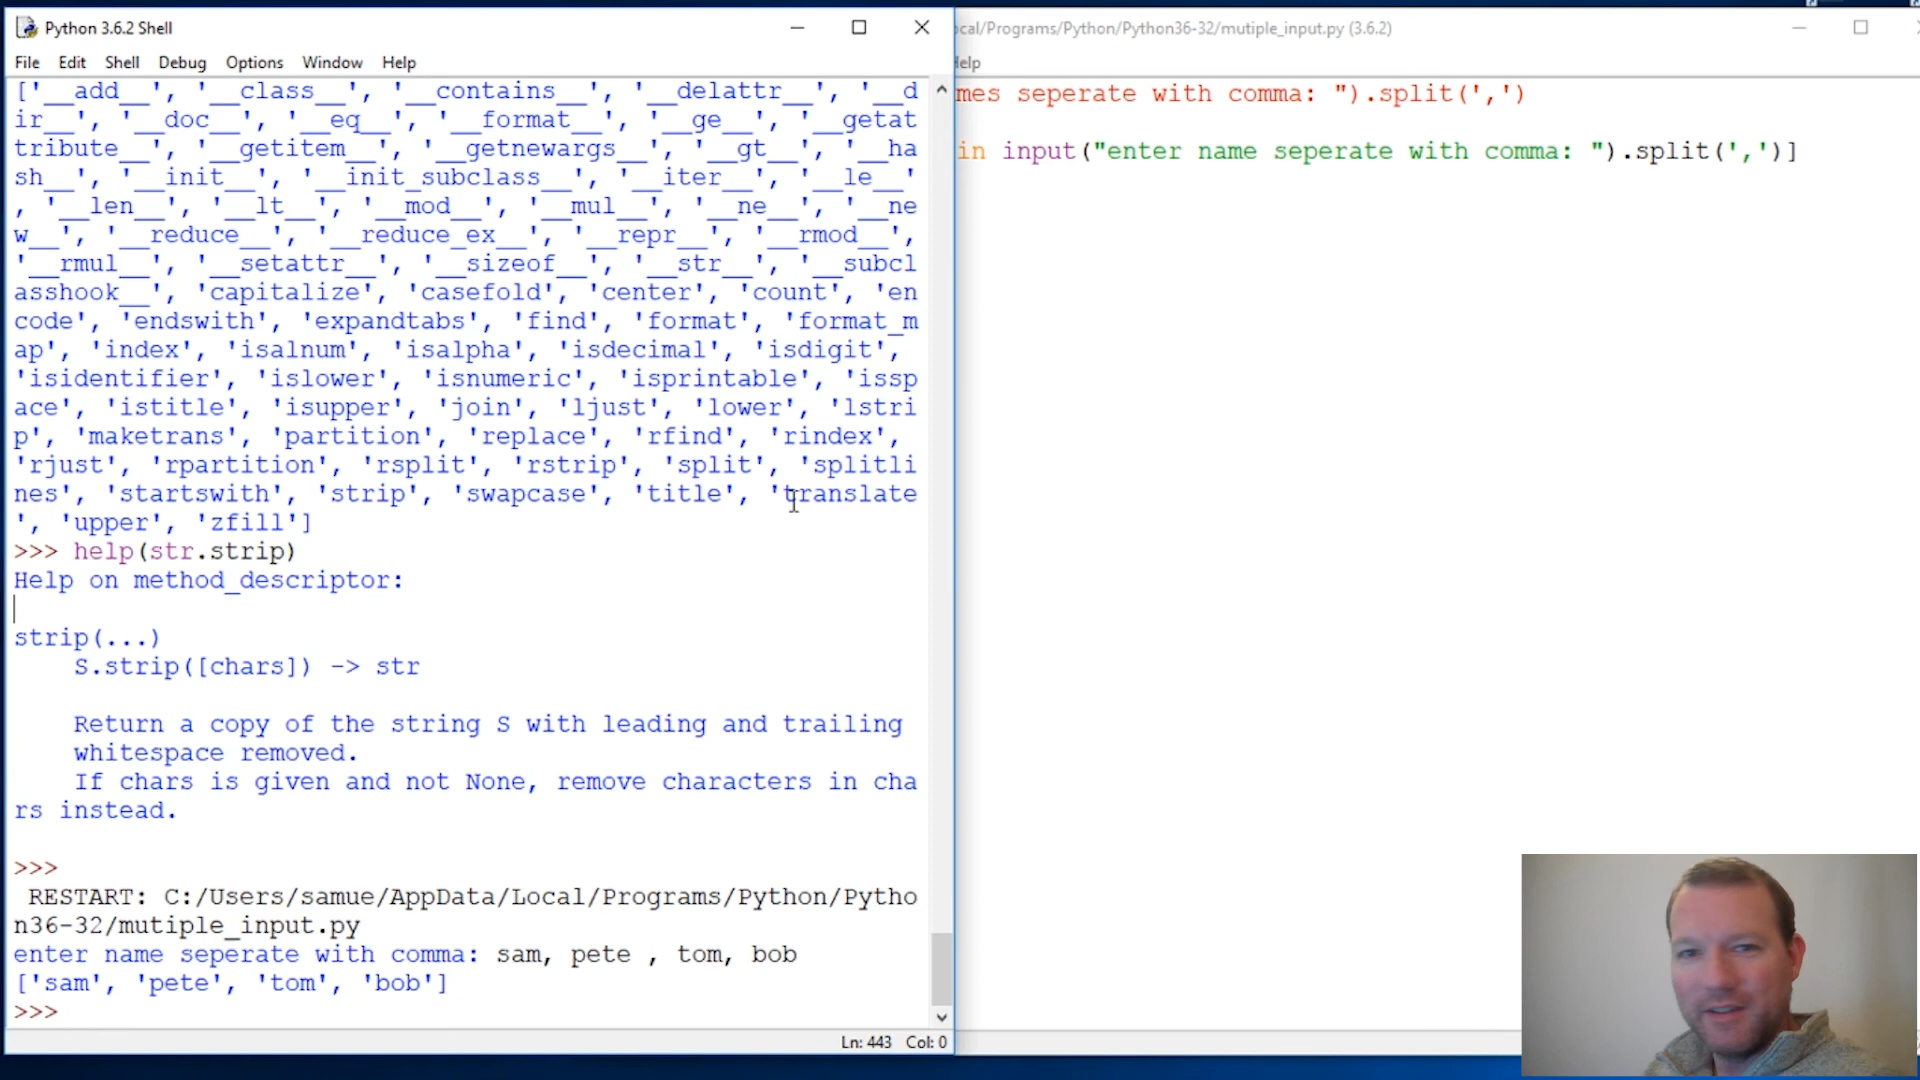 Python 3.6.2 Shell
File Edit Shell Debug Options Window Help
['__add__', '__class__', '__contains__', '__delattr__', '__d
ir__', '__doc__', '__eq__', '__format__', '__ge__', '__getat
tribute__', '__getitem__', '__getnewargs__', '__gt__', '__ha
sh__', '__init__', '__init_subclass__', '__iter__', '__le__'
, '__len__', '__lt__', '__mod__', '__mul__', '__ne__', '__ne
w__', '__reduce__', '__reduce_ex__', '__repr__', '__rmod__',
'__rmul__', '__setattr__', '__sizeof__', '__str__', '__subcl
asshook__', 'capitalize', 'casefold', 'center', 'count', 'en
code', 'endswith', 'expandtabs', 'find', 'format', 'format_m
ap', 'index', 'isalnum', 'isalpha', 'isdecimal', 'isdigit',
'isidentifier', 'islower', 'isnumeric', 'isprintable', 'issp
ace', 'istitle', 'isupper', 'join', 'ljust', 'lower', 'lstri
p', 'maketrans', 'partition', 'replace', 'rfind', 'rindex',
'rjust', 'rpartition', 'rsplit', 'rstrip', 'split', 'splitli
nes', 'startswith', 'strip', 'swapcase', 'title', 'translate
', 'upper', 'zfill']
>>> help(str.strip)
Help on method_descriptor:
strip(...)
S.strip([chars]) -> str
Return a copy of the string S with leading and trailing
whitespace removed.
If chars is given and not None, remove characters in cha
rs instead.
>>>
RESTART: C:/Users/samue/AppData/Local/Programs/Python/Pytho
n36-32/mutiple_input.py
enter name seperate with comma: sam, pete , tom, bob
['sam', 'pete', 'tom', 'bob']
>>>
Ln: 443 Col: 0
cal/Programs/Python/Python36-32/mutiple_input.py (3.6.2)
elp
mes seperate with comma: ").split(',')
in input("enter name seperate with comma: ").split(',')]